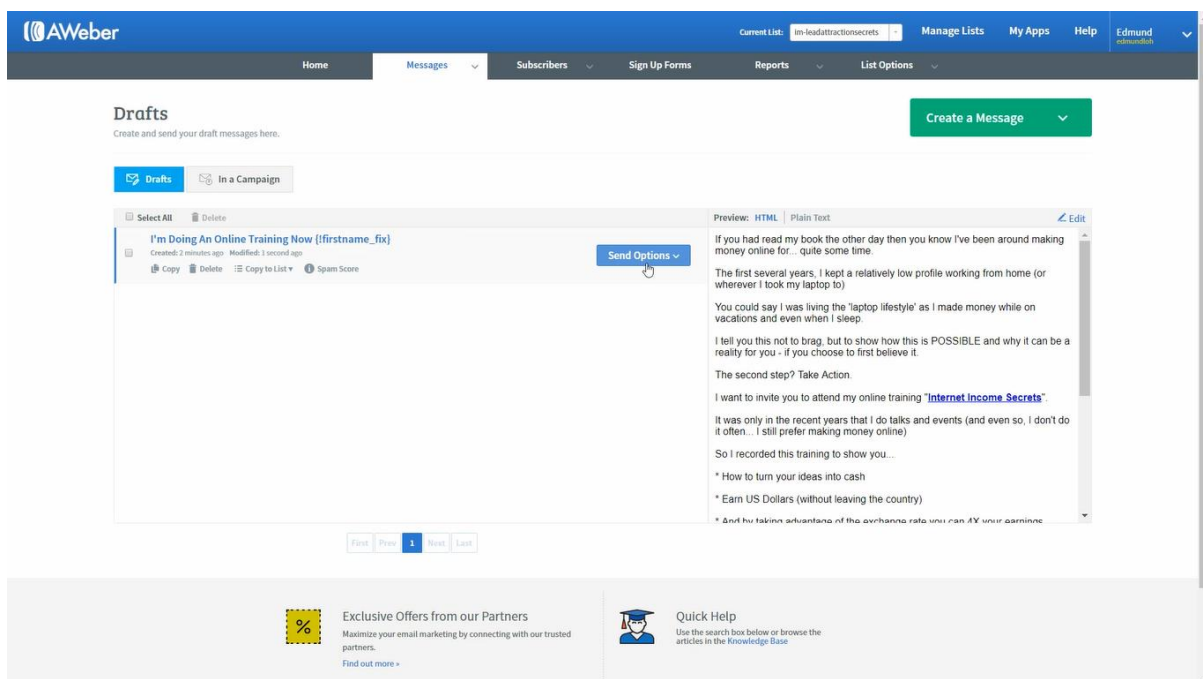 AWeber
Current List: im-leadattractionsecrets
Manage Lists
My Apps
Help
Edmund
edmundloh
Home
Messages
Subscribers
Sign Up Forms
Reports
List Options
Drafts
Create and send your draft messages here.
Create a Message
Drafts
In a Campaign
Select All
Delete
Preview: HTML | Plain Text
Edit
I'm Doing An Online Training Now {!firstname_fix}
Created: 2 minutes ago Modified: 1 second ago
Copy
Delete
Copy to List
Spam Score
Send Options
If you had read my book the other day then you know I've been around making
money online for... quite some time.
The first several years, I kept a relatively low profile working from home (or
wherever I took my laptop to)
You could say I was living the 'laptop lifestyle' as I made money while on
vacations and even when I sleep.
I tell you this not to brag, but to show how this is POSSIBLE and why it can be a
reality for you - if you choose to first believe it.
The second step? Take Action.
I want to invite you to attend my online training "Internet Income Secrets".
It was only in the recent years that I do talks and events (and even so, I don't do
it often... I still prefer making money online)
So I recorded this training to show you...
* How to turn your ideas into cash
* Earn US Dollars (without leaving the country)
* And by taking advantage of the exchange rate you can 4X your earnings
First
Prev
1
Next
Last
Exclusive Offers from our Partners
Maximize your email marketing by connecting with our trusted
partners.
Find out more »
Quick Help
Use the search box below or browse the
articles in the Knowledge Base